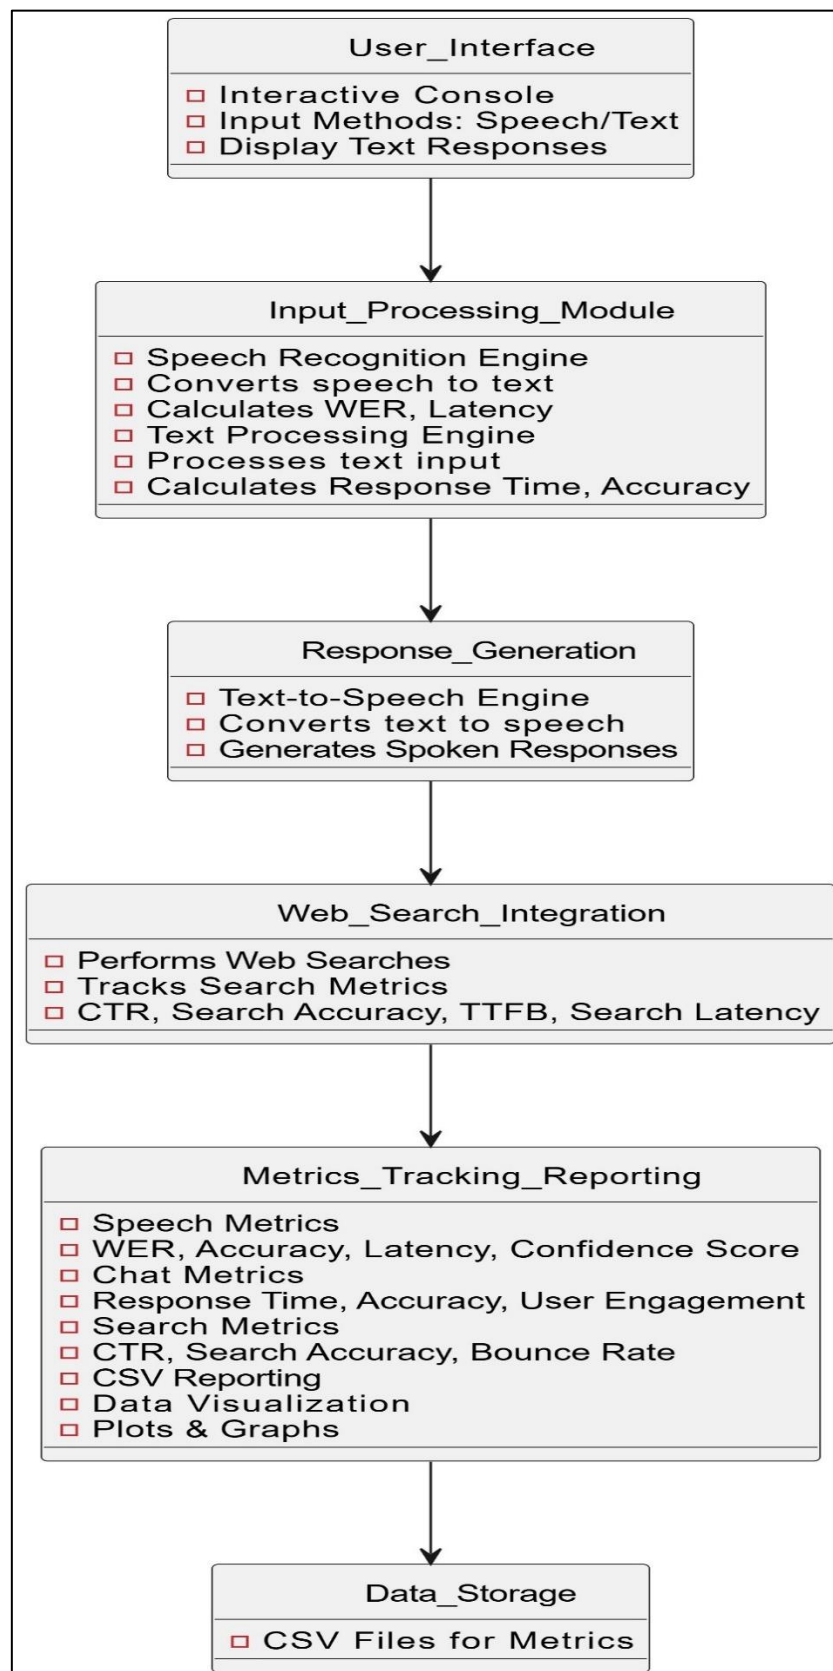 User_Interface
Interactive Console
Input Methods: Speech/Text
Display Text Responses
Input_Processing_Module
Speech Recognition Engine
Converts speech to text
Calculates WER, Latency
Text Processing Engine
Processes text input
Calculates Response Time, Accuracy
Response_Generation
Text-to-Speech Engine
Converts text to speech
Generates Spoken Responses
Web_Search_Integration
Performs Web Searches
Tracks Search Metrics
CTR, Search Accuracy, TTFB, Search Latency
Metrics_Tracking_Reporting
Speech Metrics
WER, Accuracy, Latency, Confidence Score
Chat Metrics
Response Time, Accuracy, User Engagement
Search Metrics
CTR, Search Accuracy, Bounce Rate
CSV Reporting
Data Visualization
Plots & Graphs
Data_Storage
CSV Files for Metrics